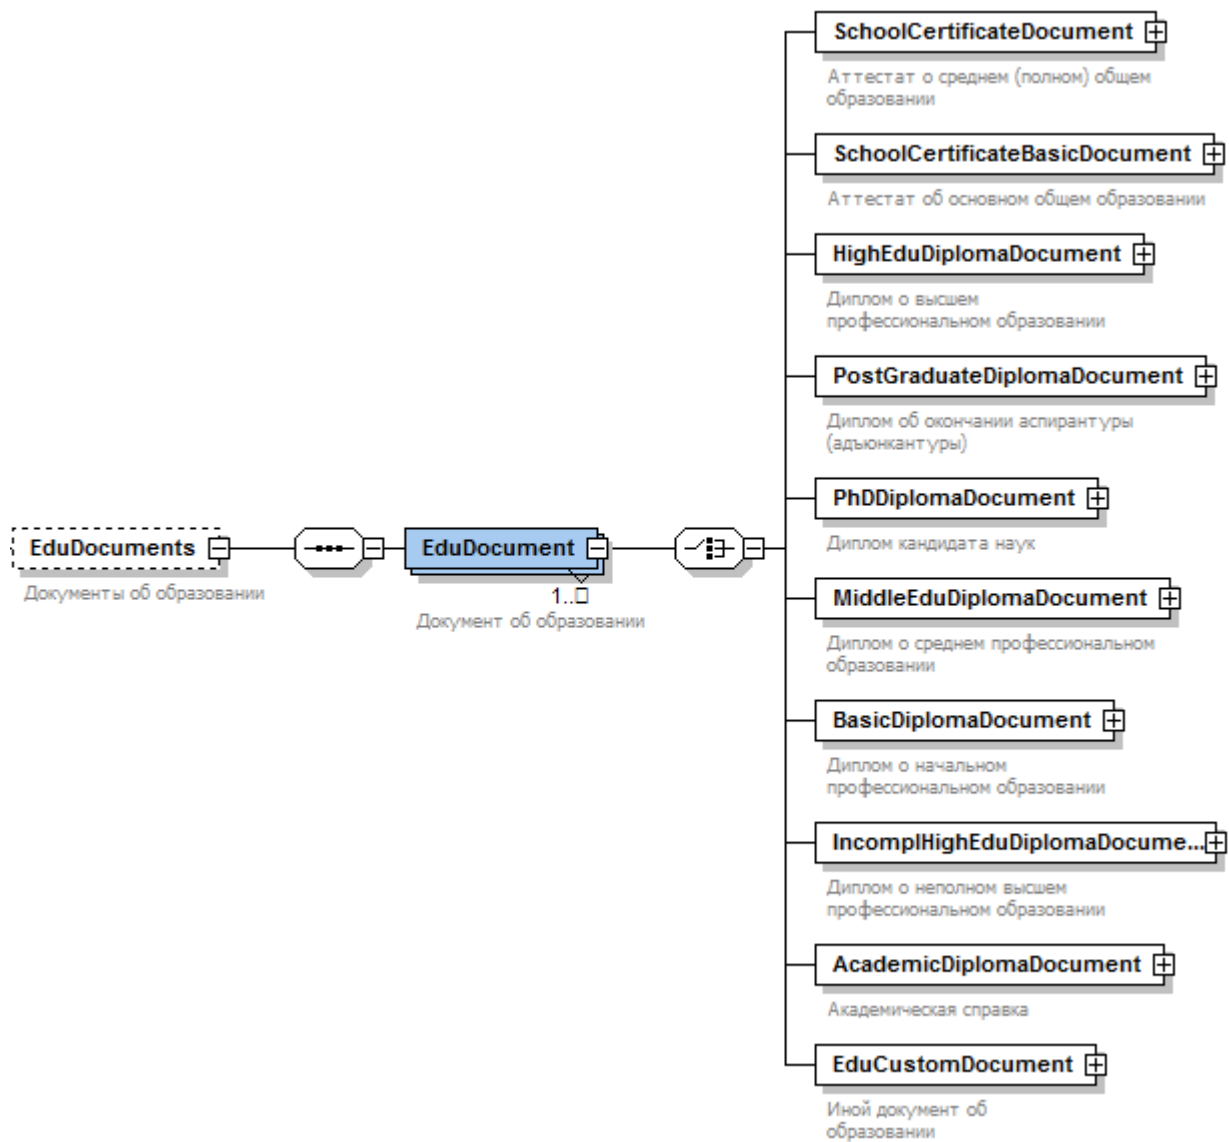 SchoolCertificateDocument
Аттестат о среднем (полном) общем
образовании
SchoolCertificateBasicDocument
Аттестат об основном общем образовании
HighEduDiplomaDocument
Диплом о высшем
профессиональном образовании
PostGraduateDiplomaDocument
Диплом об окончании аспирантуры
(адъюнкантуры)
PhDDiplomaDocument
Диплом кандидата наук
EduDocuments
Документы об образовании
EduDocument
1..□
Документ об образовании
MiddleEduDiplomaDocument
Диплом о среднем профессиональном
образовании
BasicDiplomaDocument
Диплом о начальном
профессиональном образовании
IncomplHighEduDiplomaDocume...
Диплом о неполном высшем
профессиональном образовании
AcademicDiplomaDocument
Академическая справка
EduCustomDocument
Иной документ об
образовании